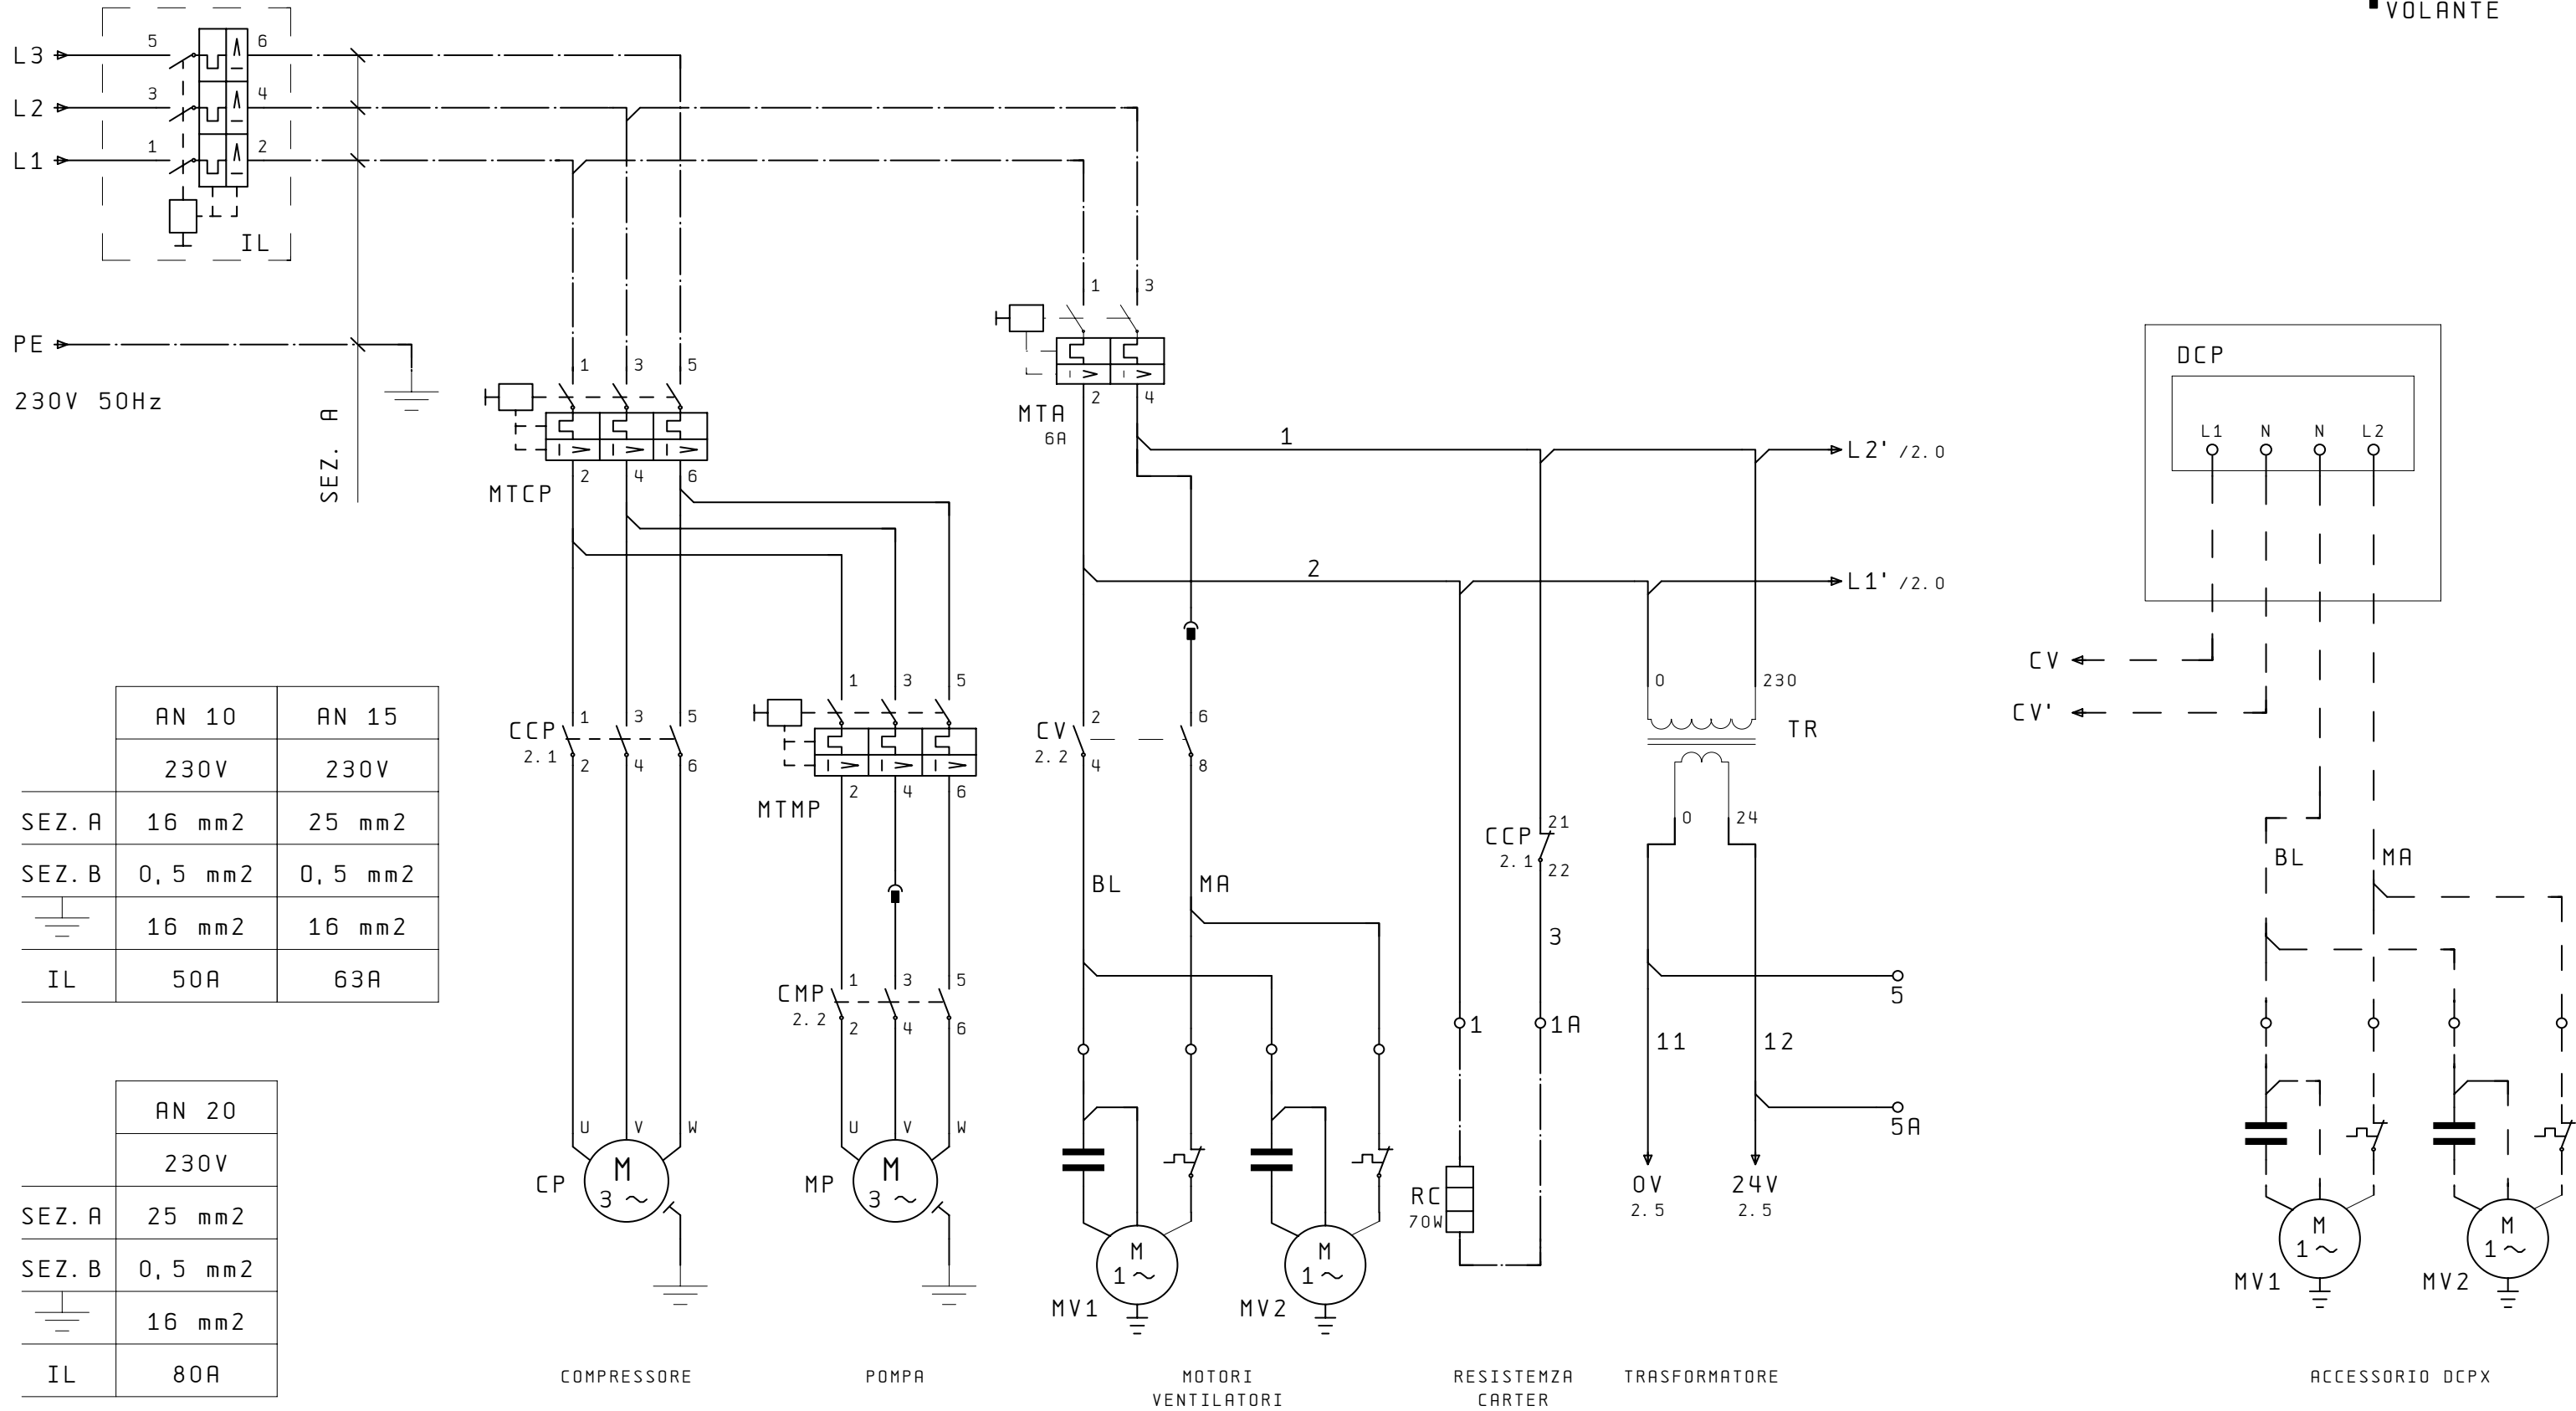 VOLANTE
5 6
L3
3 4
L2
1 2
L1
IL
1 3
PE
DCP
1 3 5
230V 50Hz
SEZ. A
MTA
6A
2 4
L1 N N L2
1
L2' /2.0
2 4 6
MTCP
2
L1' /2.0
CV
CV'
1 3 5
0 230
AN 10 AN 15
230V 230V
SEZ.A 16 mm2 25 mm2
SEZ.B 0,5 mm2 0,5 mm2
16 mm2 16 mm2
IL 50A 63A
CCP
2.1
1 3 5
2 4 6
MTMP
2 4 6
CV
2.2
2 6
4 8
TR
0 24
CCP
2.1
21
22
BL MA
BL MA
3
CMP
2.2
1 3 5
2 4 6
1 1A
11 12
5
5A
AN 20
230V
SEZ.A 25 mm2
SEZ.B 0,5 mm2
16 mm2
IL 80A
U V W
CP
M
3 ~
U V W
MP
M
3 ~
MV1
M
1 ~
MV2
M
1 ~
RC
70W
0V
2.5
24V
2.5
MV1
M
1 ~
MV2
M
1 ~
COMPRESSORE
POMPA
MOTORI
VENTILATORI
RESISTENZA
CARTER
TRASFORMATORE
ACCESSORIO DCPX